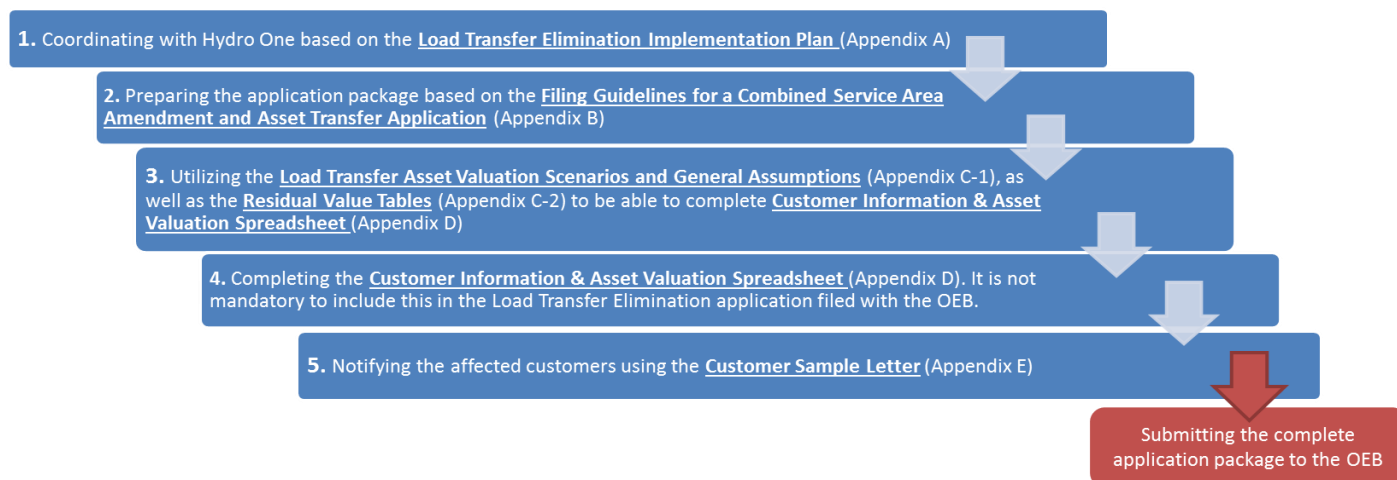 1. Coordinating with Hydro One based on the Load Transfer Elimination Implementation Plan (Appendix A)
2. Preparing the application package based on the Filing Guidelines for a Combined Service Area
Amendment and Asset Transfer Application (Appendix B)
3. Utilizing the Load Transfer Asset Valuation Scenarios and General Assumptions (Appendix C-1), as
well as the Residual Value Tables (Appendix C-2) to be able to complete Customer Information & Asset
Valuation Spreadsheet (Appendix D)
4. Completing the Customer Information & Asset Valuation Spreadsheet (Appendix D). It is not
mandatory to include this in the Load Transfer Elimination application filed with the OEB.
5. Notifying the affected customers using the Customer Sample Letter (Appendix E)
Submitting the complete
application package to the OEB